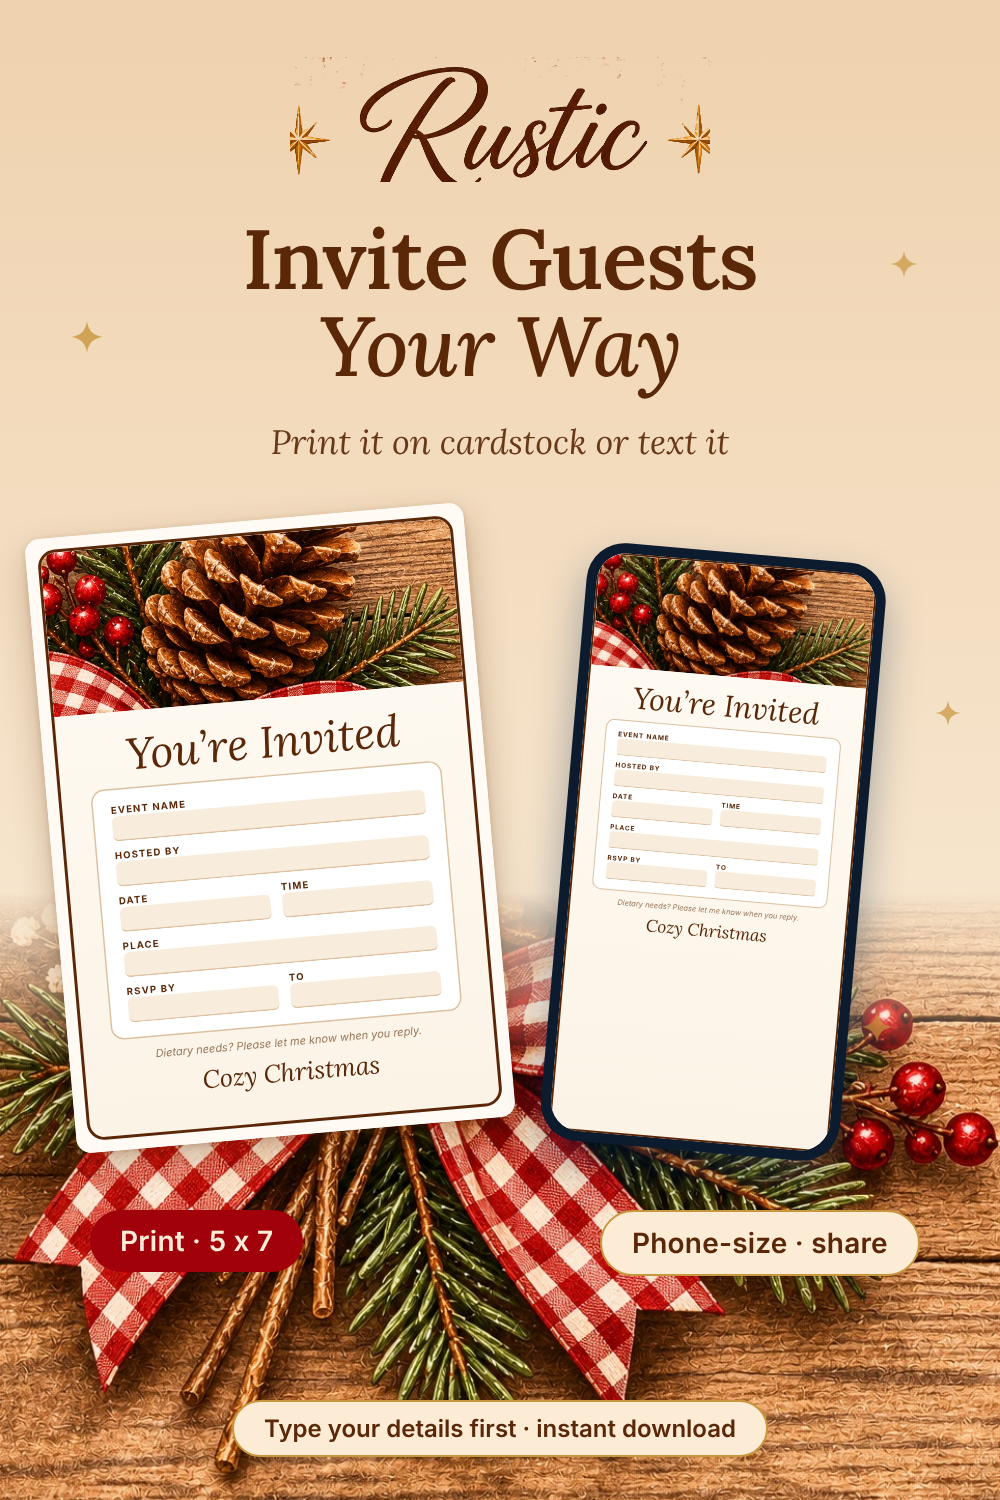 Rustic
Invite Guests
Your Way
Print it on cardstock or text it
You’re Invited
EVENT NAME
HOSTED BY
DATE TIME
PLACE
RSVP BY TO
Dietary needs? Please let me know when you reply.
Cozy Christmas
You’re Invited
EVENT NAME
HOSTED BY
DATE TIME
PLACE
RSVP BY TO
Dietary needs? Please let me know when you reply.
Cozy Christmas
Print · 5 x 7
Phone-size · share
Type your details first · instant download